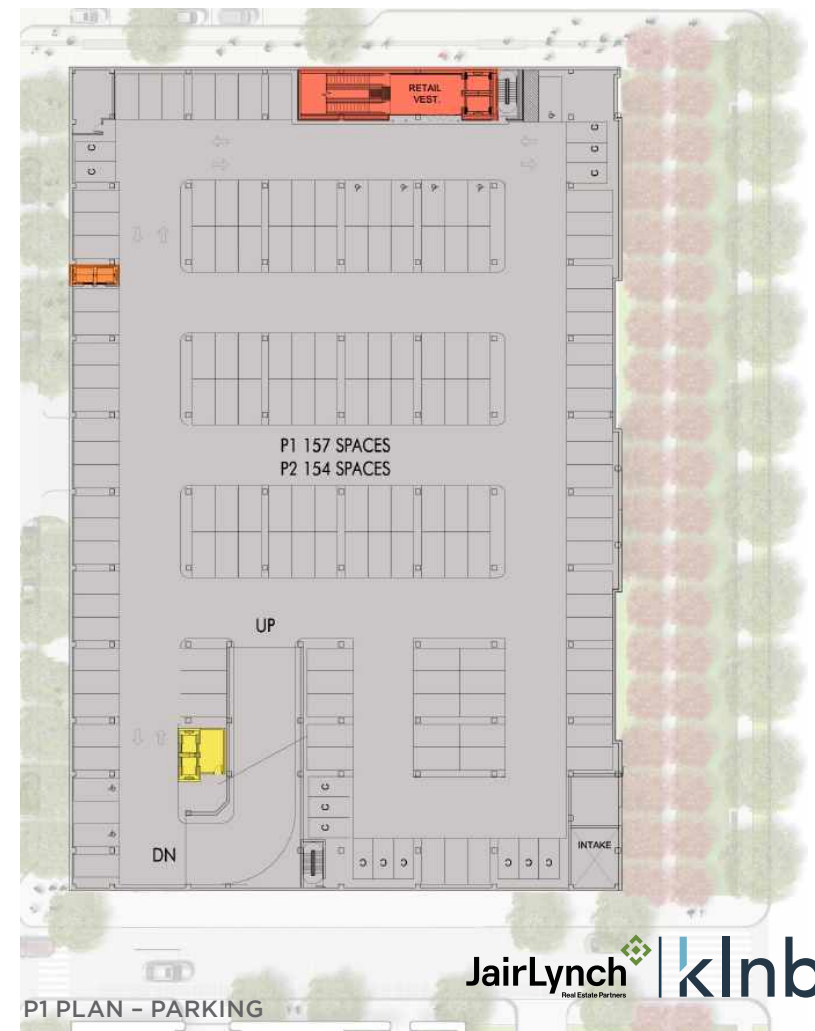 RETAIL
VEST.
C
C
C
C
C
C
P1 157 SPACES
P2 154 SPACES
UP
C
C
C
DN
C
C
C
C
C
C
INTAKE
JairLynch
Real Estate Partners
klnb
P1 PLAN – PARKING